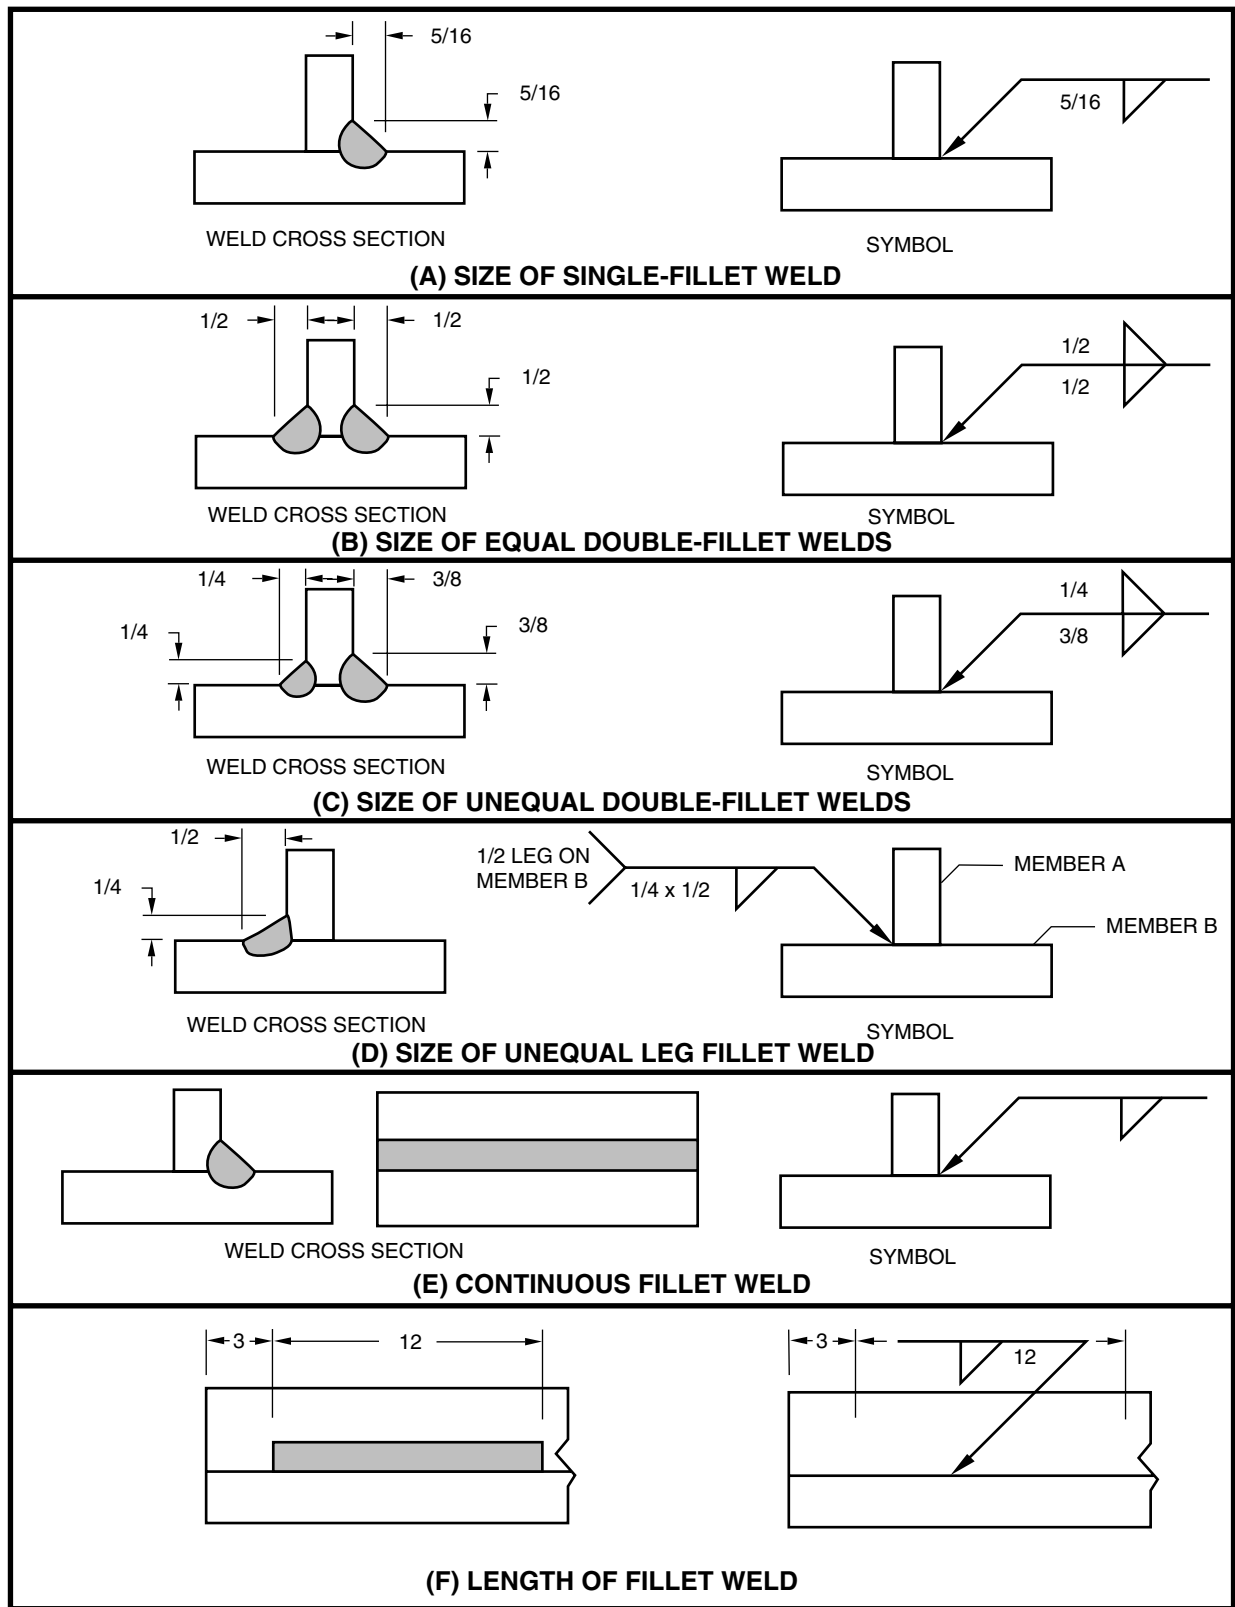 5/16
5/16
5/16
WELD CROSS SECTION
SYMBOL
(A) SIZE OF SINGLE-FILLET WELD
1/2
1/2
1/2
1/2
1/2
WELD CROSS SECTION
SYMBOL
(B) SIZE OF EQUAL DOUBLE-FILLET WELDS
1/4
3/8
1/4
3/8
1/4
3/8
WELD CROSS SECTION
SYMBOL
(C) SIZE OF UNEQUAL DOUBLE-FILLET WELDS
1/2
1/4
1/2 LEG ON
MEMBER B
1/4 x 1/2
MEMBER A
MEMBER B
WELD CROSS SECTION
SYMBOL
(D) SIZE OF UNEQUAL LEG FILLET WELD
WELD CROSS SECTION
SYMBOL
(E) CONTINUOUS FILLET WELD
3
12
3
12
(F) LENGTH OF FILLET WELD